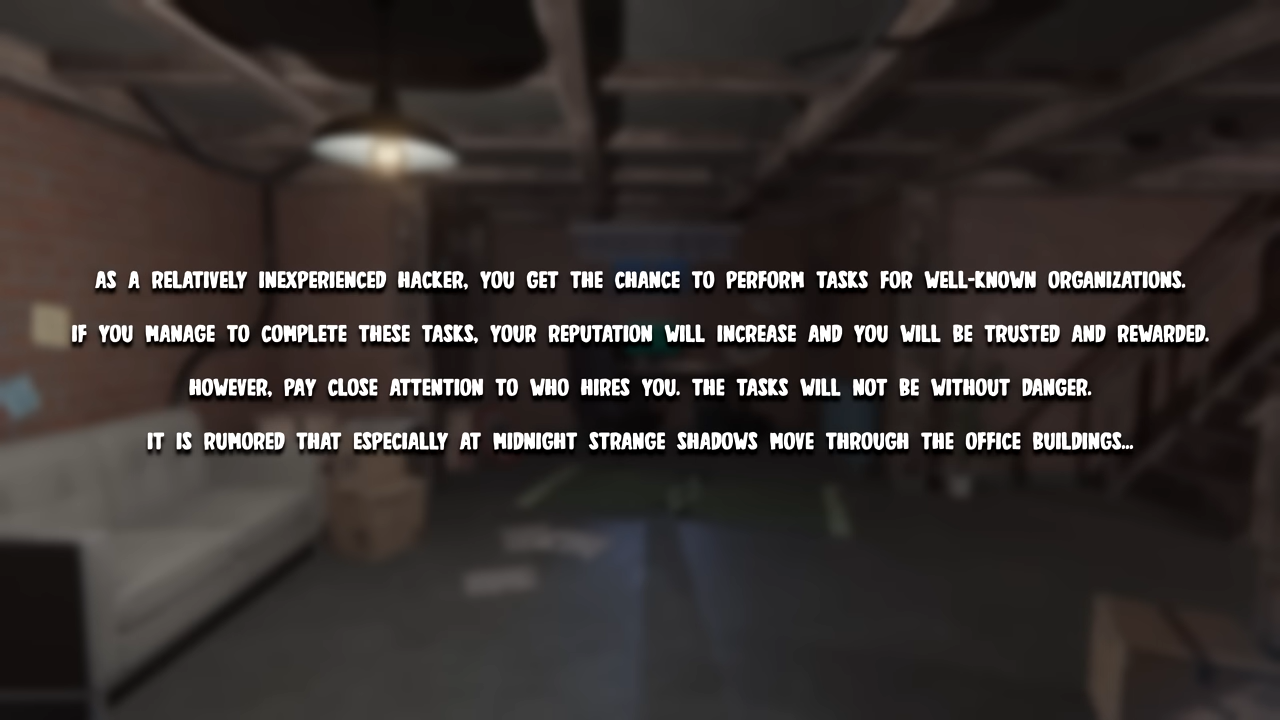 AS A RELATIVELY INEXPERIENCED HACKER, YOU GET THE CHANCE TO PERFORM TASKS FOR WELL-KNOWN ORGANIZATIONS.
IF YOU MANAGE TO COMPLETE THESE TASKS, YOUR REPUTATION WILL INCREASE AND YOU WILL BE TRUSTED AND REWARDED.
HOWEVER, PAY CLOSE ATTENTION TO WHO HIRES YOU. THE TASKS WILL NOT BE WITHOUT DANGER.
IT IS RUMORED THAT ESPECIALLY AT MIDNIGHT STRANGE SHADOWS MOVE THROUGH THE OFFICE BUILDINGS...